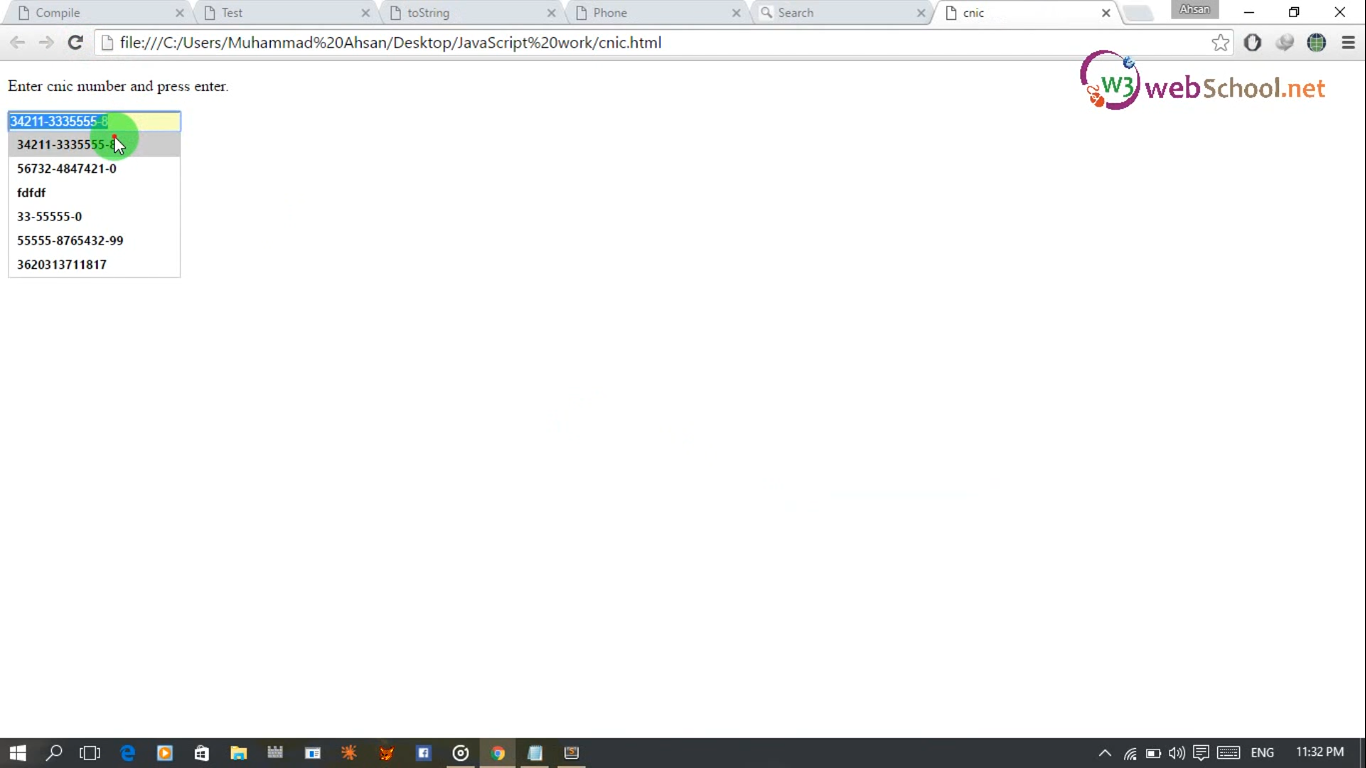 Compile
Test
toString
Phone
Search
cnic
Ahsan
file:///C:/Users/Muhammad%20Ahsan/Desktop/JavaScript%20work/cnic.html
W3 webSchool.net
Enter cnic number and press enter.
34211-3335555-8
34211-3335555-8
56732-4847421-0
fdfdf
33-55555-0
55555-8765432-99
3620313711817
ENG
11:32 PM